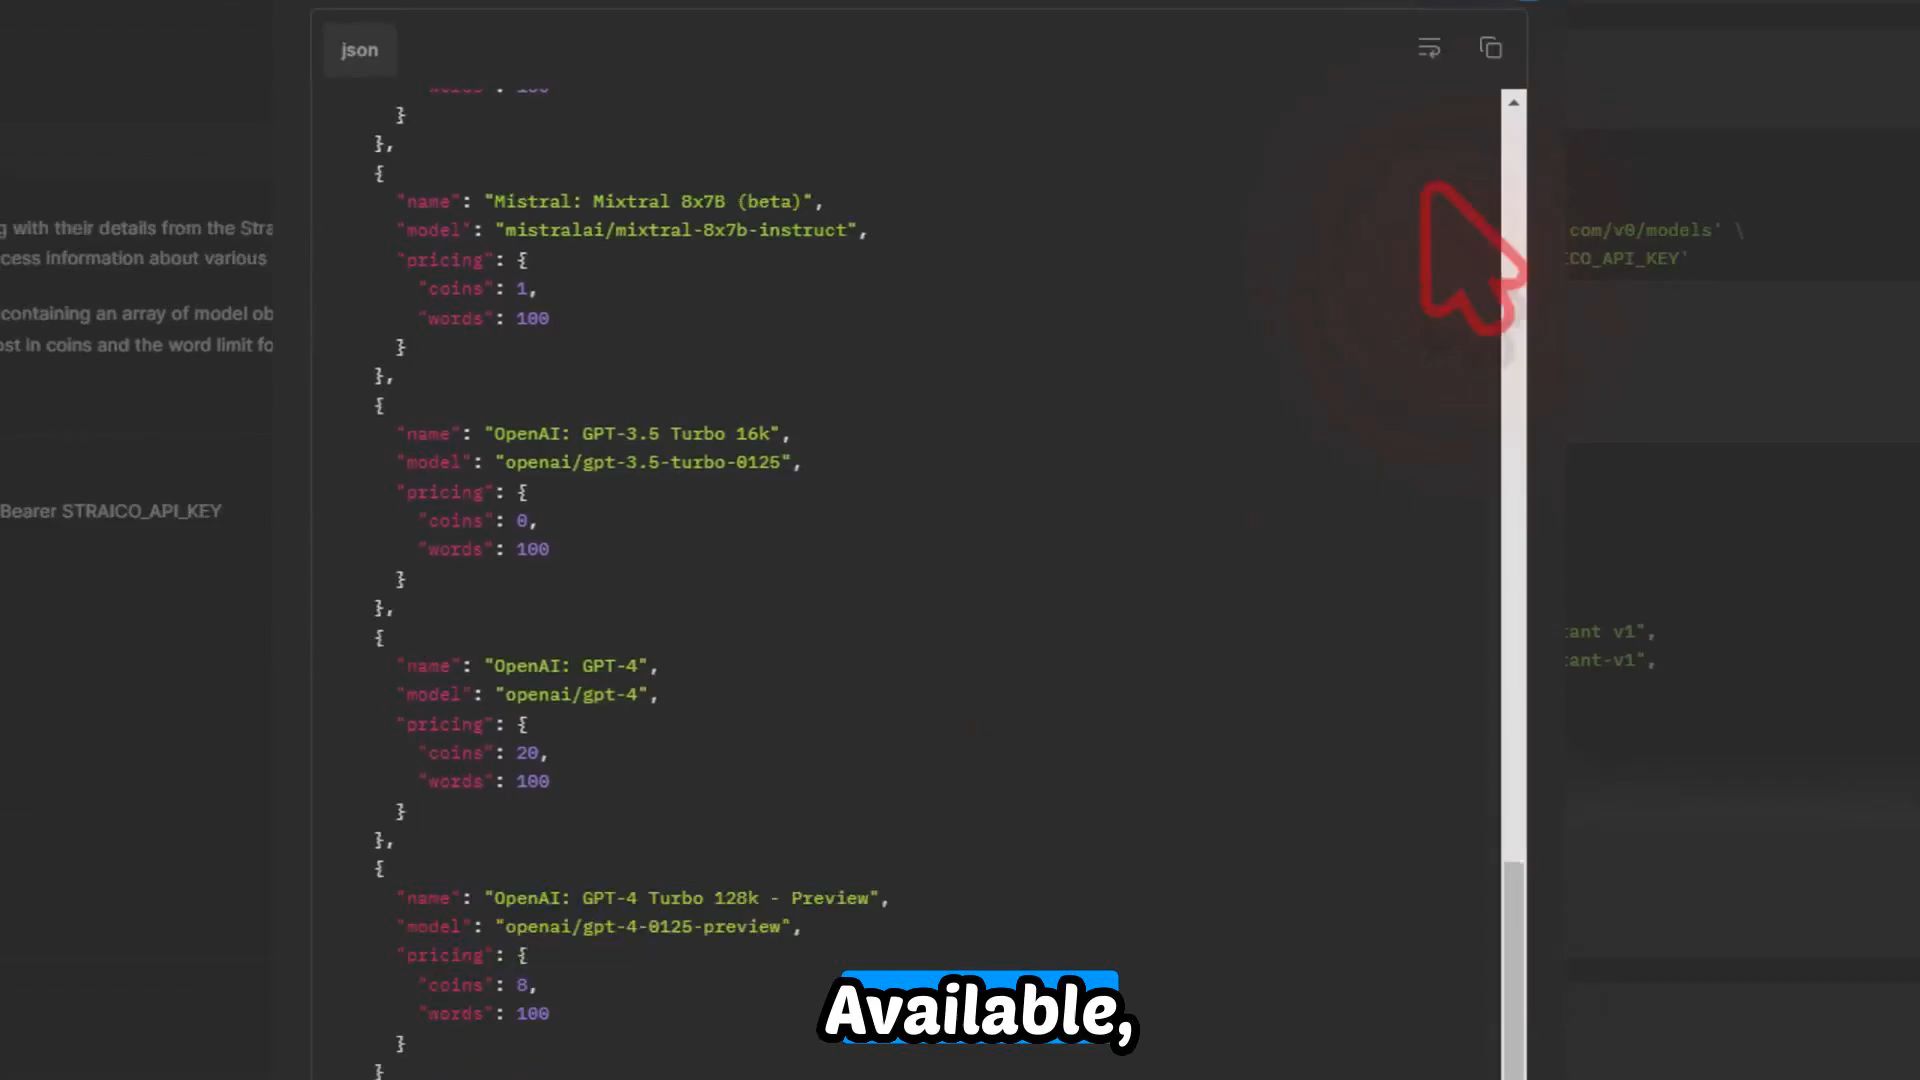 json
}
},
{
"name": "Mistral: Mixtral 8x7B (beta)",
"model": "mistralai/mixtral-8x7b-instruct",
"pricing": {
"coins": 1,
"words": 100
}
},
{
"name": "OpenAI: GPT-3.5 Turbo 16k",
"model": "openai/gpt-3.5-turbo-0125",
"pricing": {
"coins": 0,
"words": 100
}
},
{
"name": "OpenAI: GPT-4",
"model": "openai/gpt-4",
"pricing": {
"coins": 20,
"words": 100
}
},
{
"name": "OpenAI: GPT-4 Turbo 128k - Preview",
"model": "openai/gpt-4-0125-preview",
"pricing": {
"coins": 8,
"words": 100
}
}
g with their details from the Stra
cess information about various
containing an array of model ob
ost in coins and the word limit fo
Bearer STRAICO_API_KEY
com/v0/models' \
CO_API_KEY'
tant v1",
tant-v1",
Available,